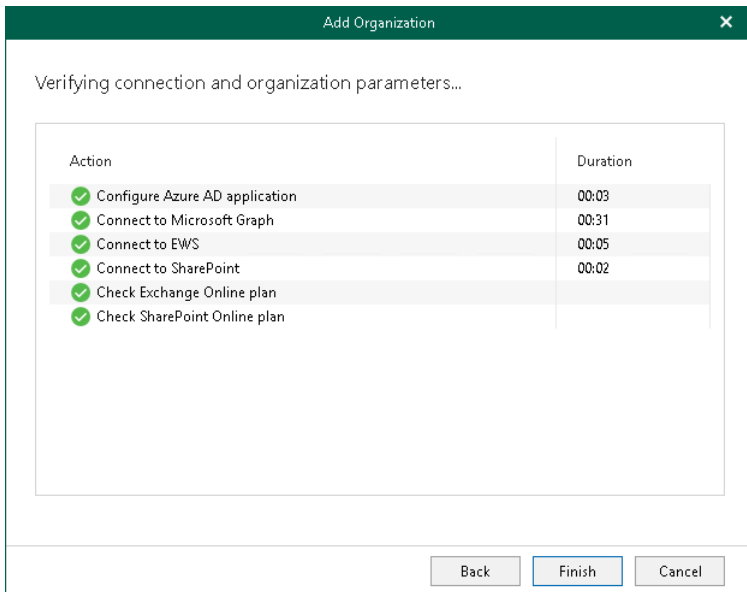 Add Organization
Verifying connection and organization parameters...
Action Duration
Configure Azure AD application 00:03
Connect to Microsoft Graph 00:31
Connect to EWS 00:05
Connect to SharePoint 00:02
Check Exchange Online plan
Check SharePoint Online plan
Back Finish Cancel